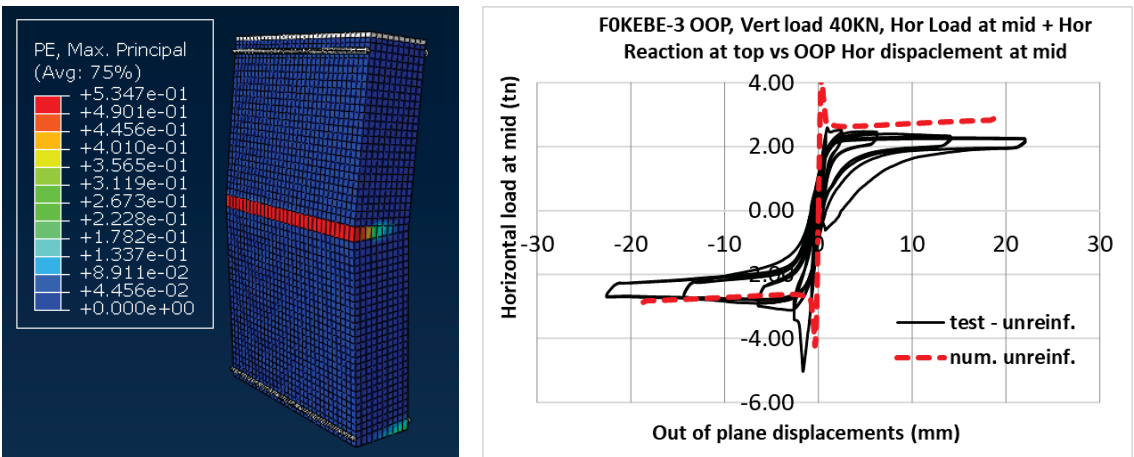 PE, Max. Principal
(Avg: 75%)
+5.347e-01
+4.901e-01
+4.456e-01
+4.010e-01
+3.565e-01
+3.119e-01
+2.673e-01
+2.228e-01
+1.782e-01
+1.337e-01
+8.911e-02
+4.456e-02
+0.000e+00
F0KEBE-3 OOP, Vert load 40KN, Hor Load at mid + Hor
Reaction at top vs OOP Hor dispaclement at mid
Horizontal load at mid (tn)
4.00
2.00
0.00
-30
-20
-10
0
10
20
30
-2.00
-4.00
-6.00
test - unreinf.
num. unreinf.
Out of plane displacements (mm)